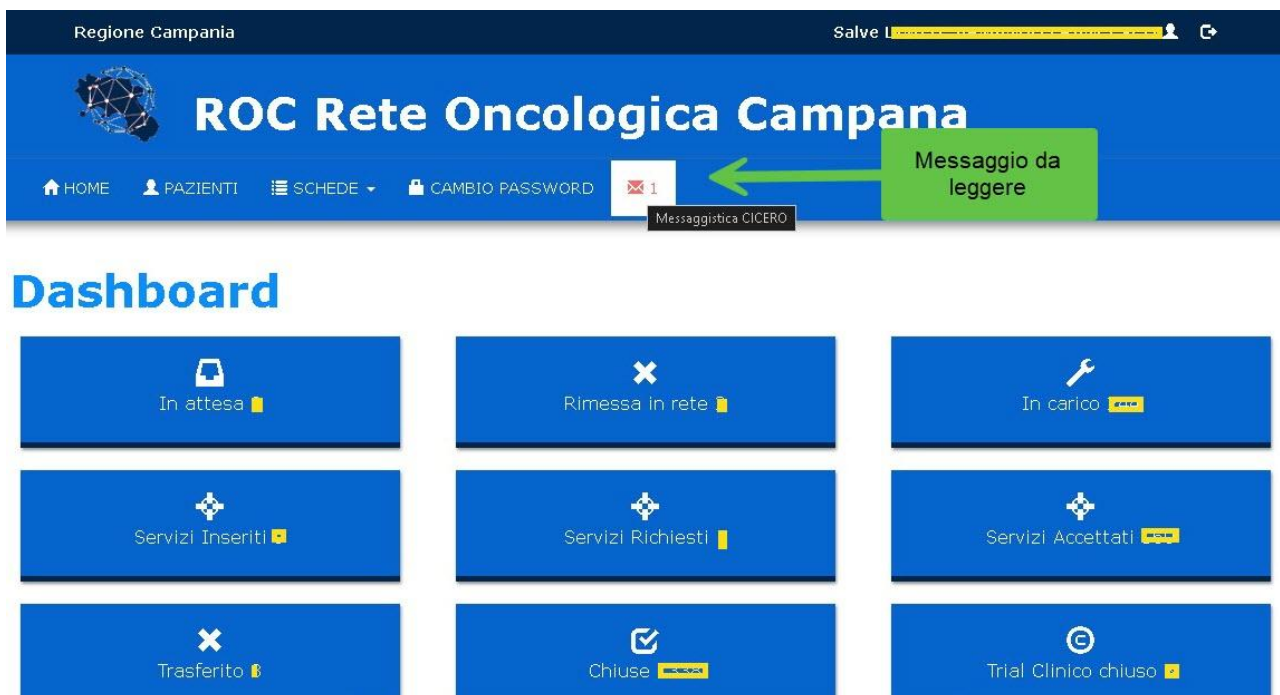 Regione Campania
Salve
ROC Rete Oncologica Campana
HOME PAZIENTI SCHEDE CAMBIO PASSWORD 1
Messaggio da
leggere
Messaggistica CICERO
Dashboard
In attesa
Rimessa in rete
In carico
Servizi Inseriti
Servizi Richiesti
Servizi Accettati
Trasferito
Chiuse
Trial Clinico chiuso